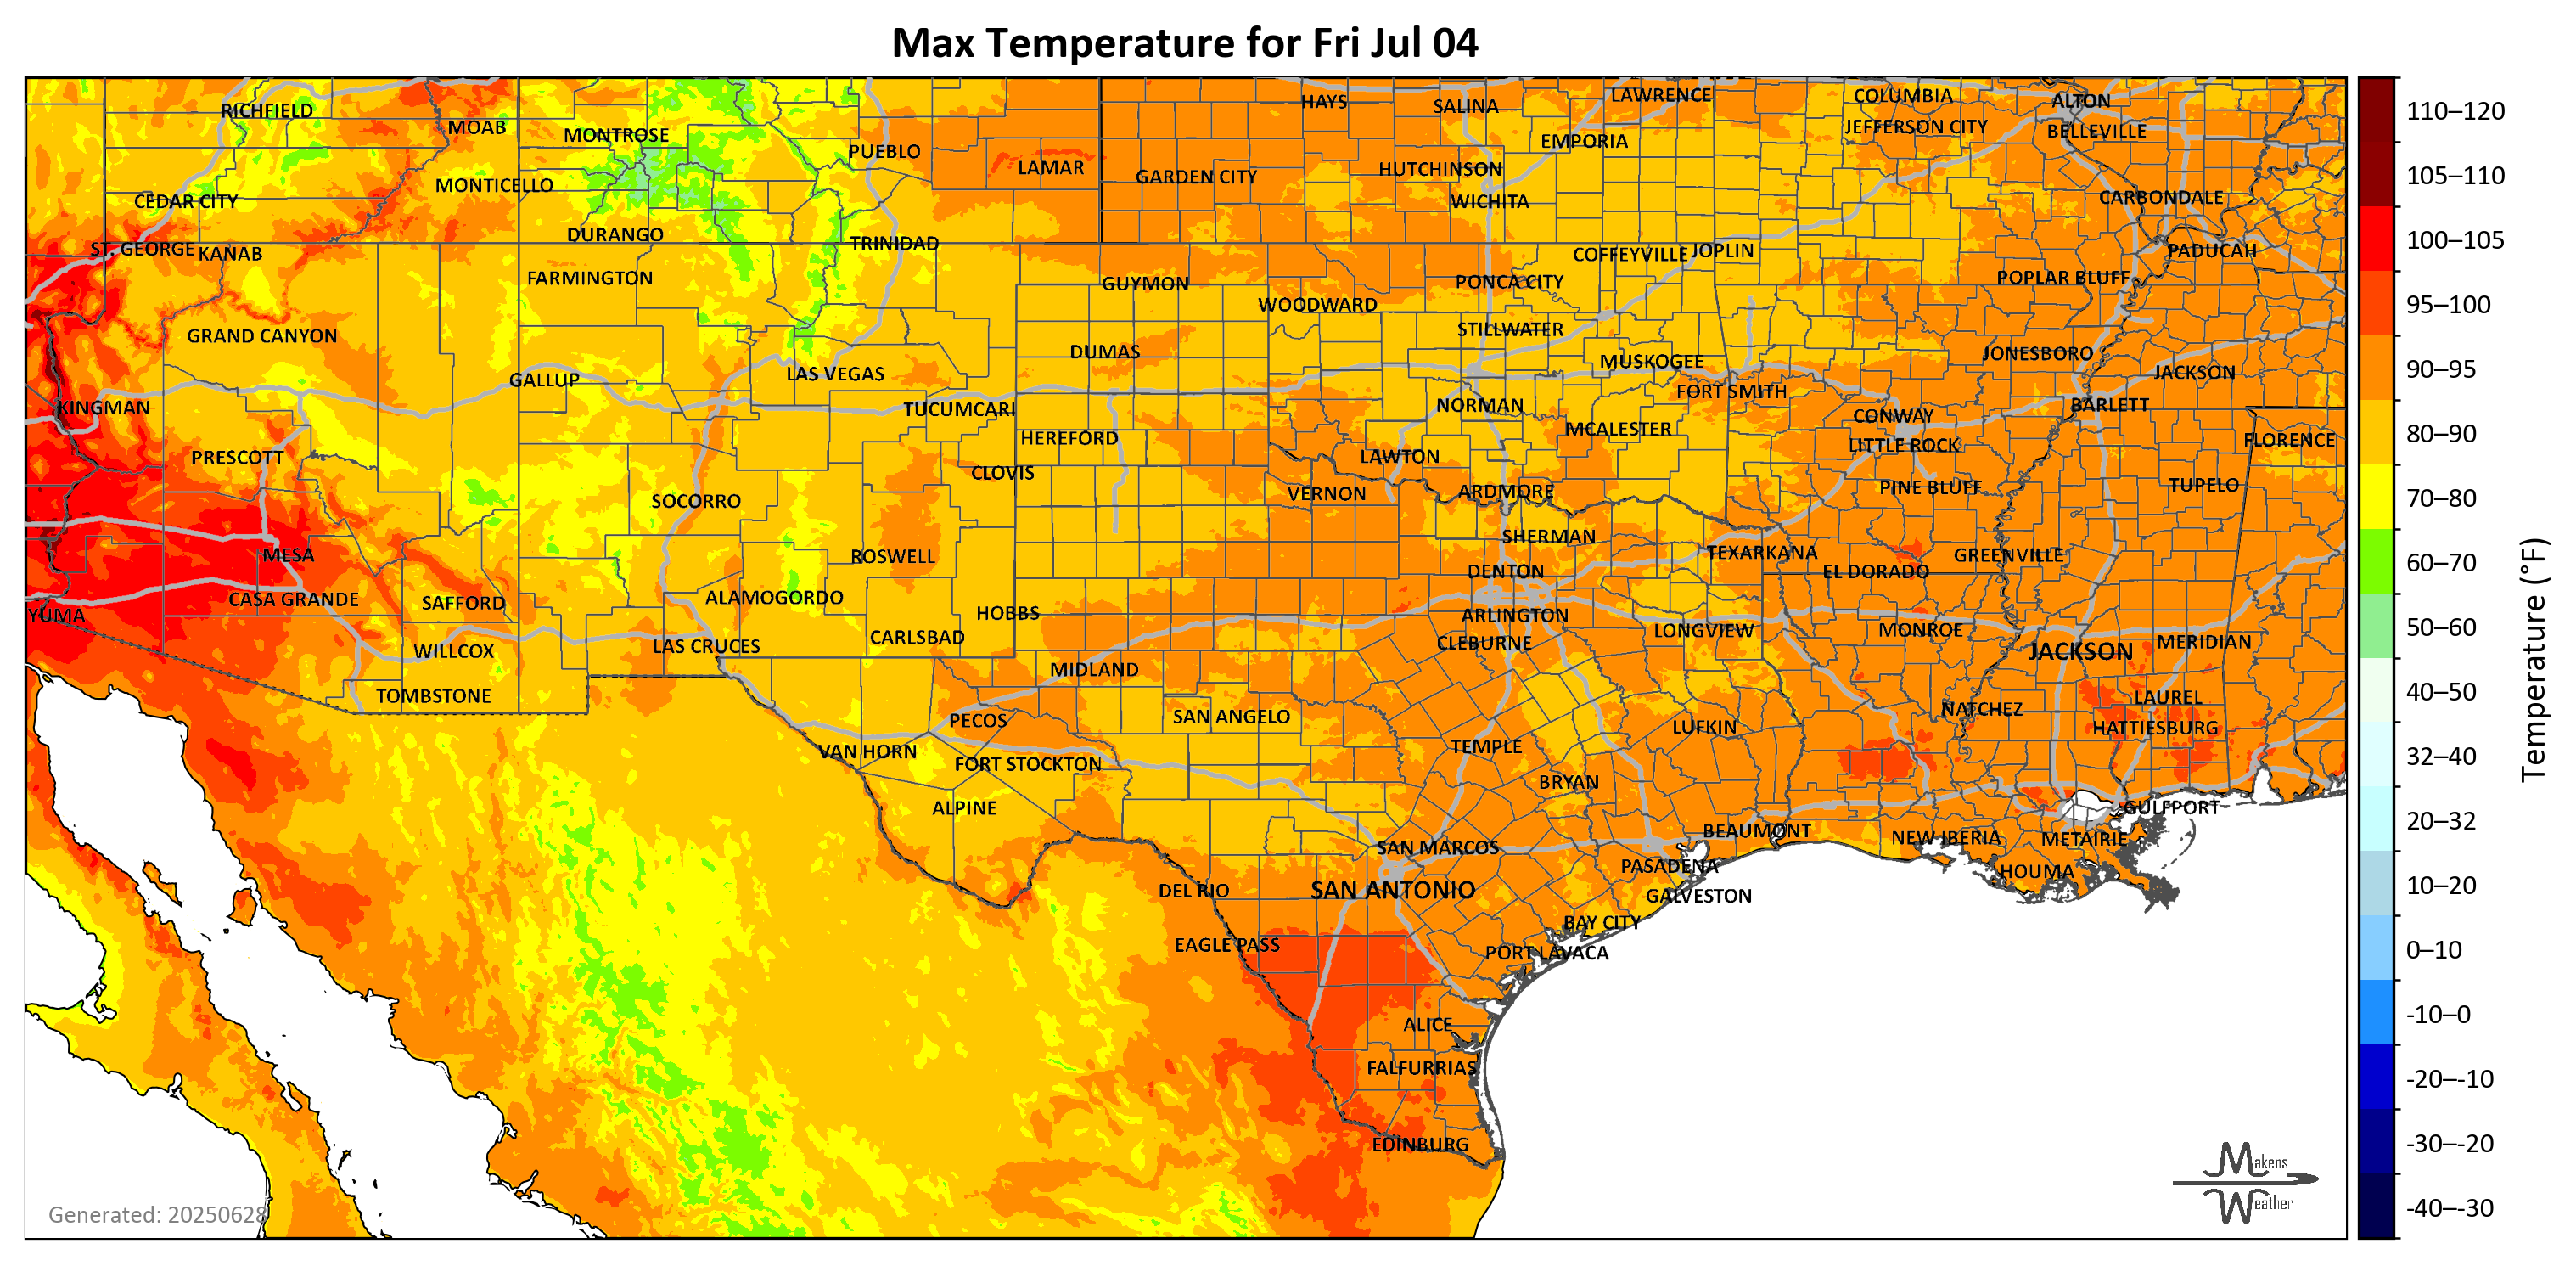 Max Temperature for Fri Jul 04
RICHFIELD
MOAB
MONTROSE
PUEBLO
LAMAR
HAYS
SALINA
LAWRENCE
COLUMBIA
ALTON
EMPORIA
JEFFERSON CITY
BELLEVILLE
CEDAR CITY
MONTICELLO
GARDEN CITY
HUTCHINSON
WICHITA
CARBONDALE
ST. GEORGE
KANAB
DURANGO
TRINIDAD
COFFEYVILLE
JOPLIN
PADUCAH
FARMINGTON
GUYMON
WOODWARD
PONCA CITY
POPLAR BLUFF
GRAND CANYON
DUMAS
STILLWATER
MUSKOGEE
JONESBORO
JACKSON
GALLUP
LAS VEGAS
FORT SMITH
KINGMAN
TUCUMCARI
NORMAN
CONWAY
BARLETT
HEREFORD
MCALESTER
LITTLE ROCK
FLORENCE
PRESCOTT
CLOVIS
LAWTON
SOCORRO
VERNON
ARDMORE
PINE BLUFF
TUPELO
MESA
ROSWELL
SHERMAN
TEXARKANA
GREENVILLE
DENTON
EL DORADO
YUMA
CASA GRANDE
SAFFORD
ALAMOGORDO
HOBBS
ARLINGTON
WILLCOX
LAS CRUCES
CARLSBAD
CLEBURNE
LONGVIEW
MONROE
JACKSON
MERIDIAN
TOMBSTONE
MIDLAND
PECOS
SAN ANGELO
LUFKIN
NATCHEZ
LAUREL
HATTIESBURG
VAN HORN
FORT STOCKTON
TEMPLE
BRYAN
ALPINE
SAN MARCOS
BEAUMONT
NEW IBERIA
METAIRIE
GULFPORT
DEL RIO
SAN ANTONIO
PASADENA
GALVESTON
HOUMA
EAGLE PASS
BAY CITY
PORT LAVACA
ALICE
FALFURRIAS
EDINBURG
Generated: 20250628
Makens
Weather
110–120
105–110
100–105
95–100
90–95
80–90
70–80
60–70
50–60
40–50
32–40
20–32
10–20
0–10
-10–0
-20–-10
-30–-20
-40–-30
Temperature (°F)